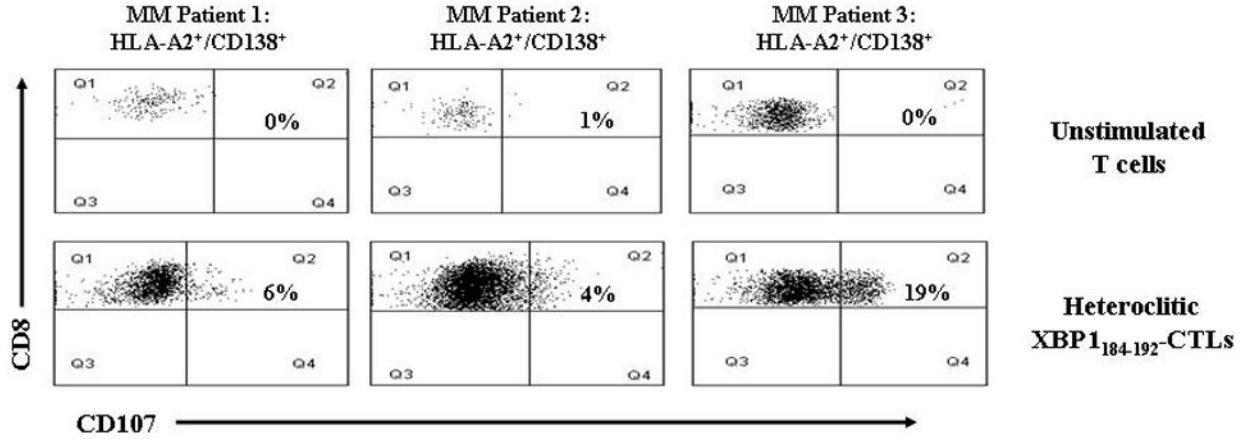 MM Patient 1:
HLA-A2⁺/CD138⁺
MM Patient 2:
HLA-A2⁺/CD138⁺
MM Patient 3:
HLA-A2⁺/CD138⁺
Q1
Q2
0%
Q3
Q4
Q1
Q2
1%
Q3
Q4
Q1
Q2
0%
Q3
Q4
Unstimulated
T cells
Q1
Q2
6%
Q3
Q4
Q1
Q2
4%
Q3
Q4
Q1
Q2
19%
Q3
Q4
Heteroclitic
XBP1₁₈₄₋₁₉₂-CTLs
CD8
CD107